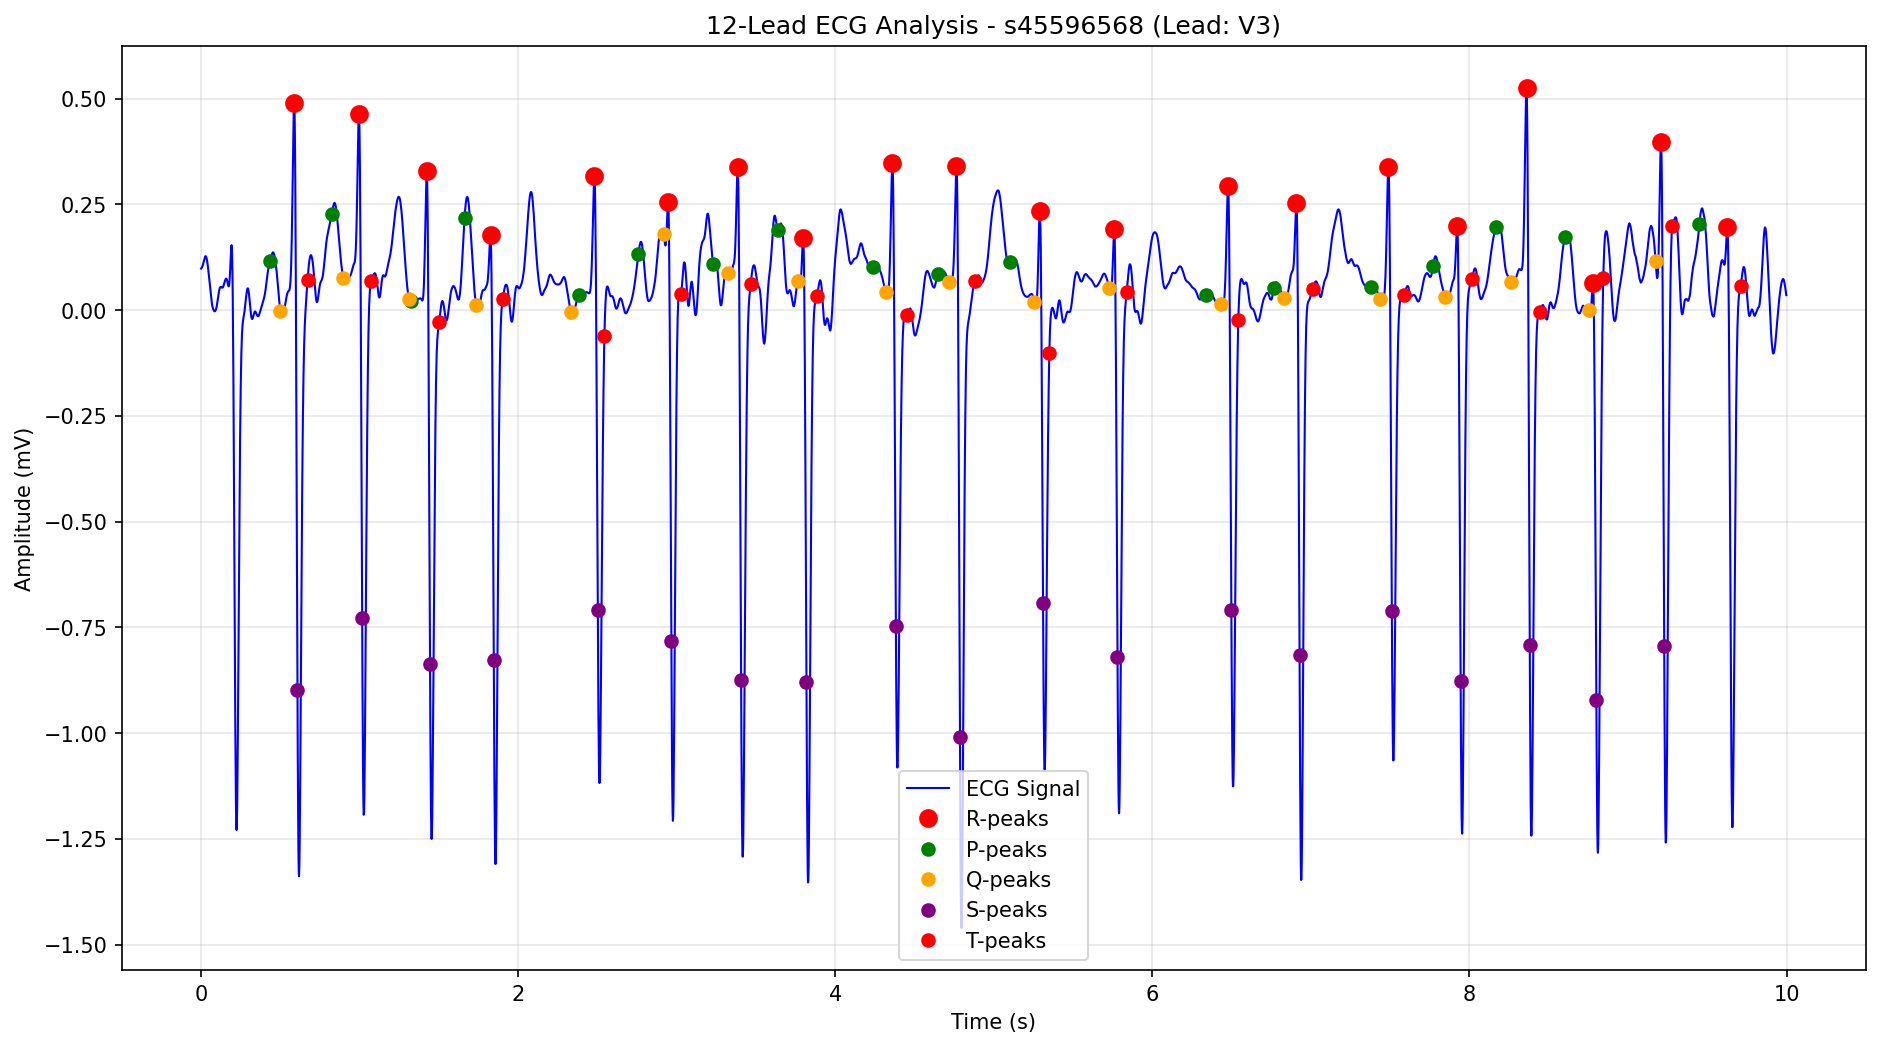 12-Lead ECG Analysis - s45596568 (Lead: V3)
Amplitude (mV)
0.50
0.25
0.00
−0.25
−0.50
−0.75
−1.00
−1.25
−1.50
ECG Signal
R-peaks
P-peaks
Q-peaks
S-peaks
T-peaks
0 2 4 6 8 10
Time (s)